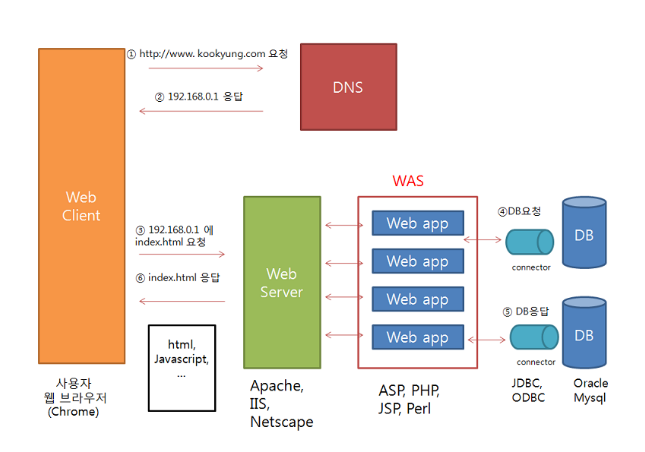 ① http://www. kookyung.com 요청
DNS
② 192.168.0.1 응답
Web
Client
WAS
③ 192.168.0.1 에
index.html 요청
⑥ index.html 응답
Web
Server
Web app
Web app
Web app
Web app
④DB요청
connector
DB
⑤ DB응답
connector
DB
html,
Javascript,
...
사용자
웹 브라우저
(Chrome)
Apache,
IIS,
Netscape
ASP, PHP,
JSP, Perl
JDBC,
ODBC
Oracle
Mysql